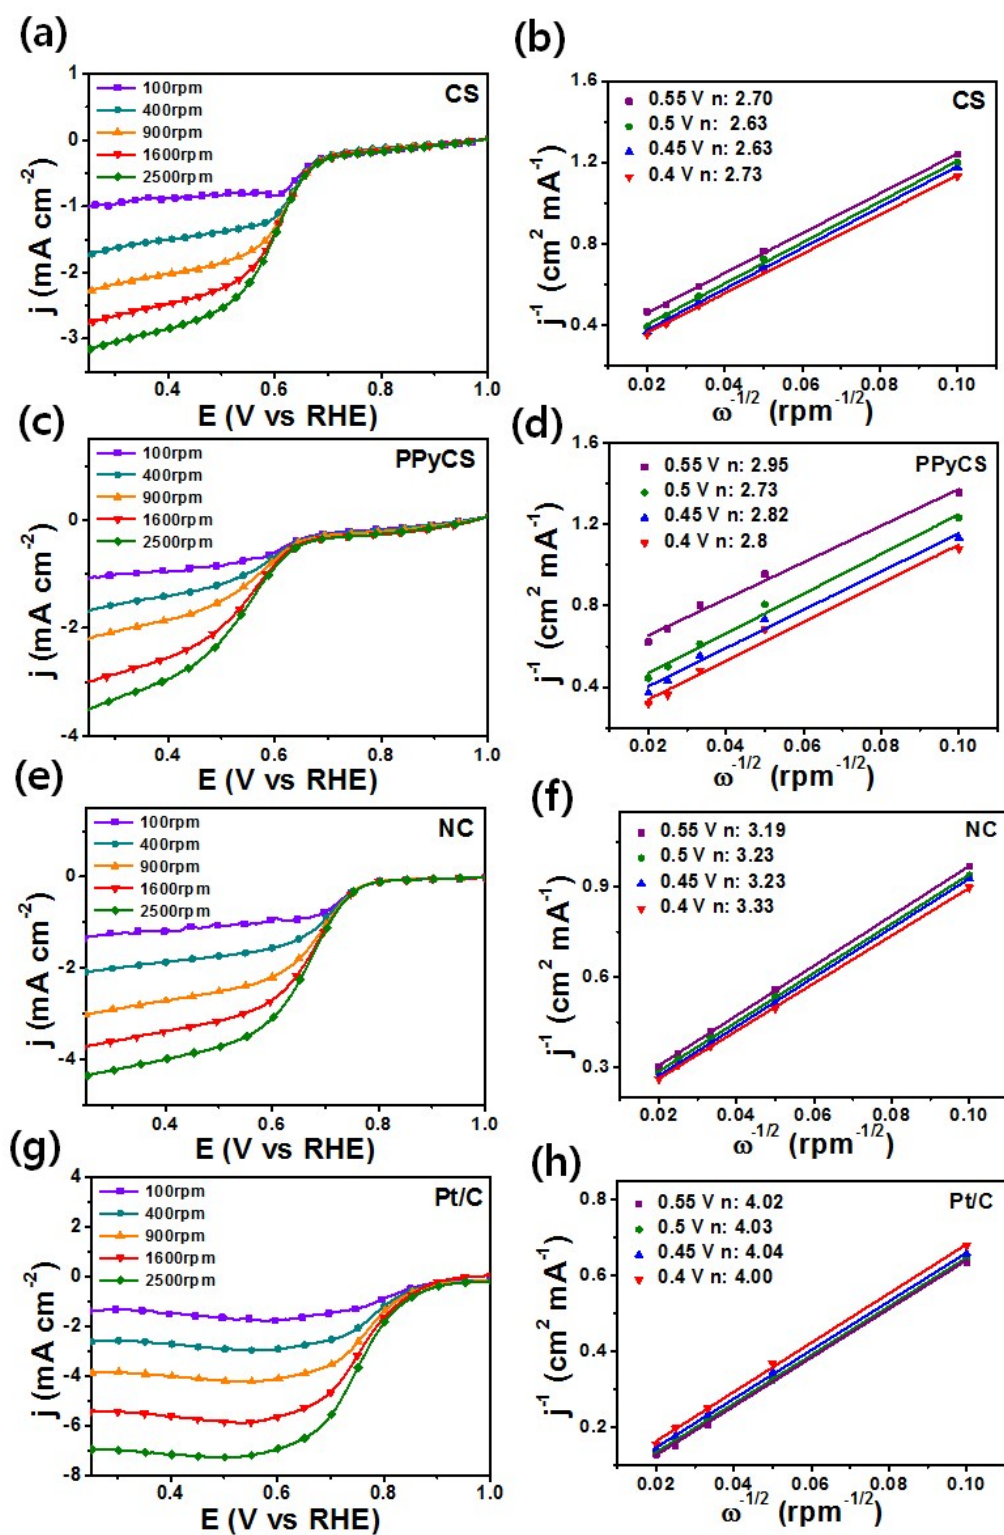 (a)
CS
100rpm
400rpm
900rpm
1600rpm
2500rpm
1
0
-1
-2
-3
j (mA cm-2)
0.4 0.6 0.8 1.0
E (V vs RHE)
(b)
CS
0.55 V n: 2.70
0.5 V n: 2.63
0.45 V n: 2.63
0.4 V n: 2.73
1.6
1.2
0.8
0.4
j-1 (cm2 mA-1)
0.02 0.04 0.06 0.08 0.10
ω-1/2 (rpm-1/2)
(c)
PPyCS
100rpm
400rpm
900rpm
1600rpm
2500rpm
0
-2
-4
j (mA cm-2)
0.4 0.6 0.8 1.0
E (V vs RHE)
(d)
PPyCS
0.55 V n: 2.95
0.5 V n: 2.73
0.45 V n: 2.82
0.4 V n: 2.8
1.6
1.2
0.8
0.4
j-1 (cm2 mA-1)
0.02 0.04 0.06 0.08 0.10
ω-1/2 (rpm-1/2)
(e)
NC
100rpm
400rpm
900rpm
1600rpm
2500rpm
0
-2
-4
j (mA cm-2)
0.4 0.6 0.8 1.0
E (V vs RHE)
(f)
NC
0.55 V n: 3.19
0.5 V n: 3.23
0.45 V n: 3.23
0.4 V n: 3.33
0.9
0.6
0.3
j-1 (cm2 mA-1)
0.02 0.04 0.06 0.08 0.10
ω-1/2 (rpm-1/2)
(g)
Pt/C
100rpm
400rpm
900rpm
1600rpm
2500rpm
4
2
0
-2
-4
-6
-8
j (mA cm-2)
0.4 0.6 0.8 1.0
E (V vs RHE)
(h)
Pt/C
0.55 V n: 4.02
0.5 V n: 4.03
0.45 V n: 4.04
0.4 V n: 4.00
0.8
0.6
0.4
0.2
j-1 (cm2 mA-1)
0.02 0.04 0.06 0.08 0.10
ω-1/2 (rpm-1/2)